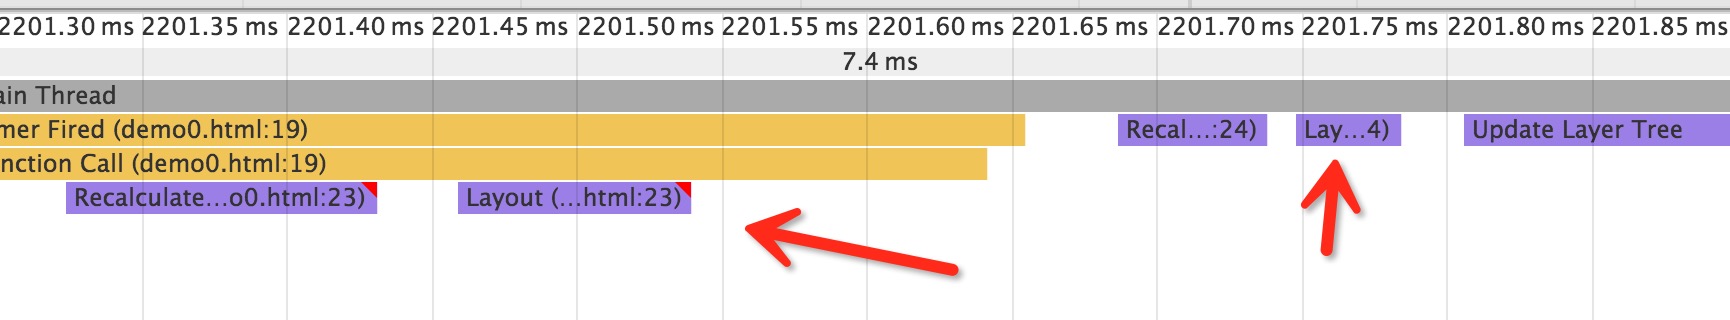 2201.30 ms 2201.35 ms 2201.40 ms 2201.45 ms 2201.50 ms 2201.55 ms 2201.60 ms 2201.65 ms 2201.70 ms 2201.75 ms 2201.80 ms 2201.85 ms
7.4 ms
ain Thread
mer Fired (demo0.html:19) Recal...:24) Lay...4) Update Layer Tree
nction Call (demo0.html:19)
Recalculate...o0.html:23) Layout (...html:23)